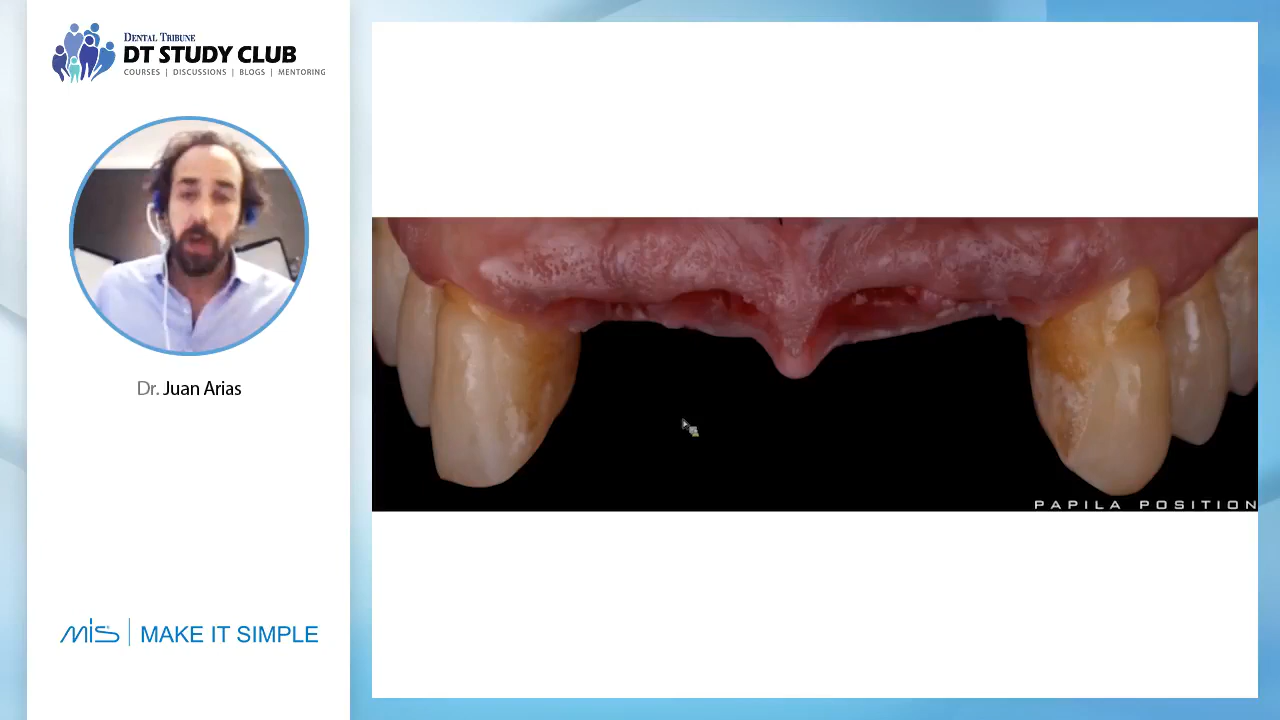 DENTAL TRIBUNE
DT STUDY CLUB
COURSES | DISCUSSIONS | BLOGS | MENTORING
Dr. Juan Arias
mis | MAKE IT SIMPLE
PAPILA POSITION